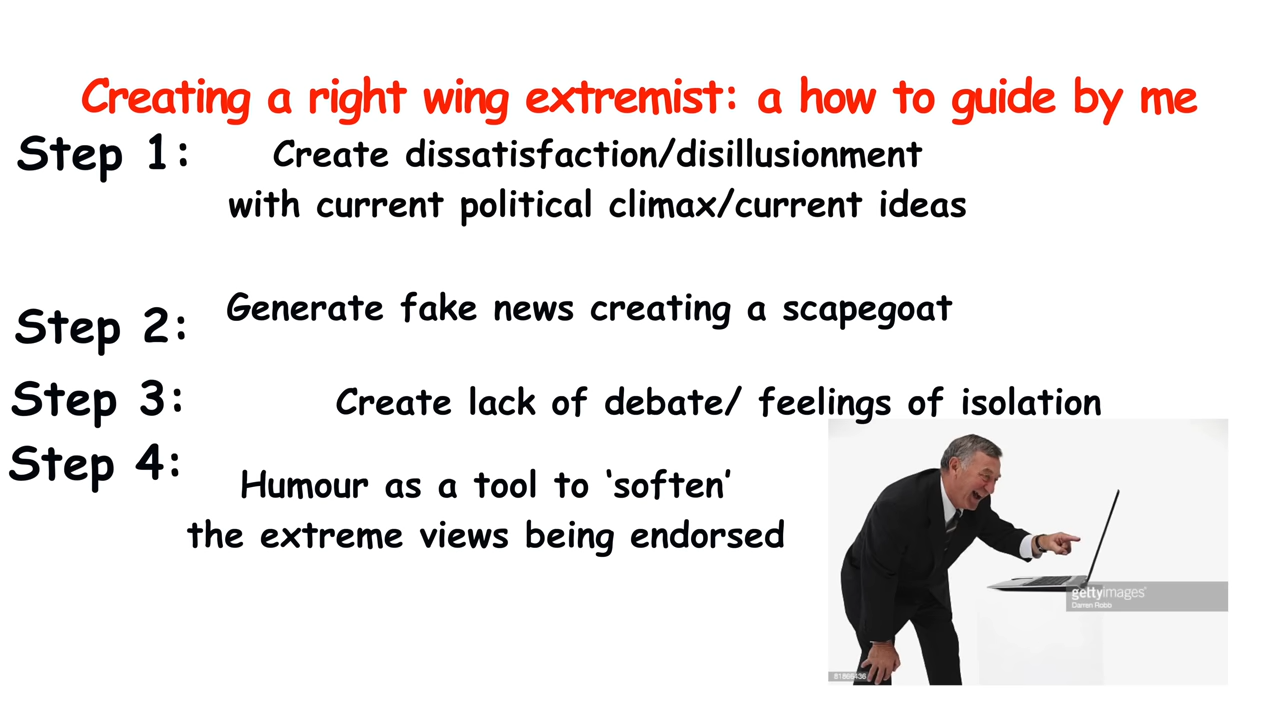 Creating a right wing extremist: a how to guide by me
Step 1:
Create dissatisfaction/disillusionment
with current political climax/current ideas
Step 2:
Generate fake news creating a scapegoat
Step 3:
Create lack of debate/ feelings of isolation
Step 4:
Humour as a tool to ‘soften’
the extreme views being endorsed
gettyimages®
Darren Robb
81866436